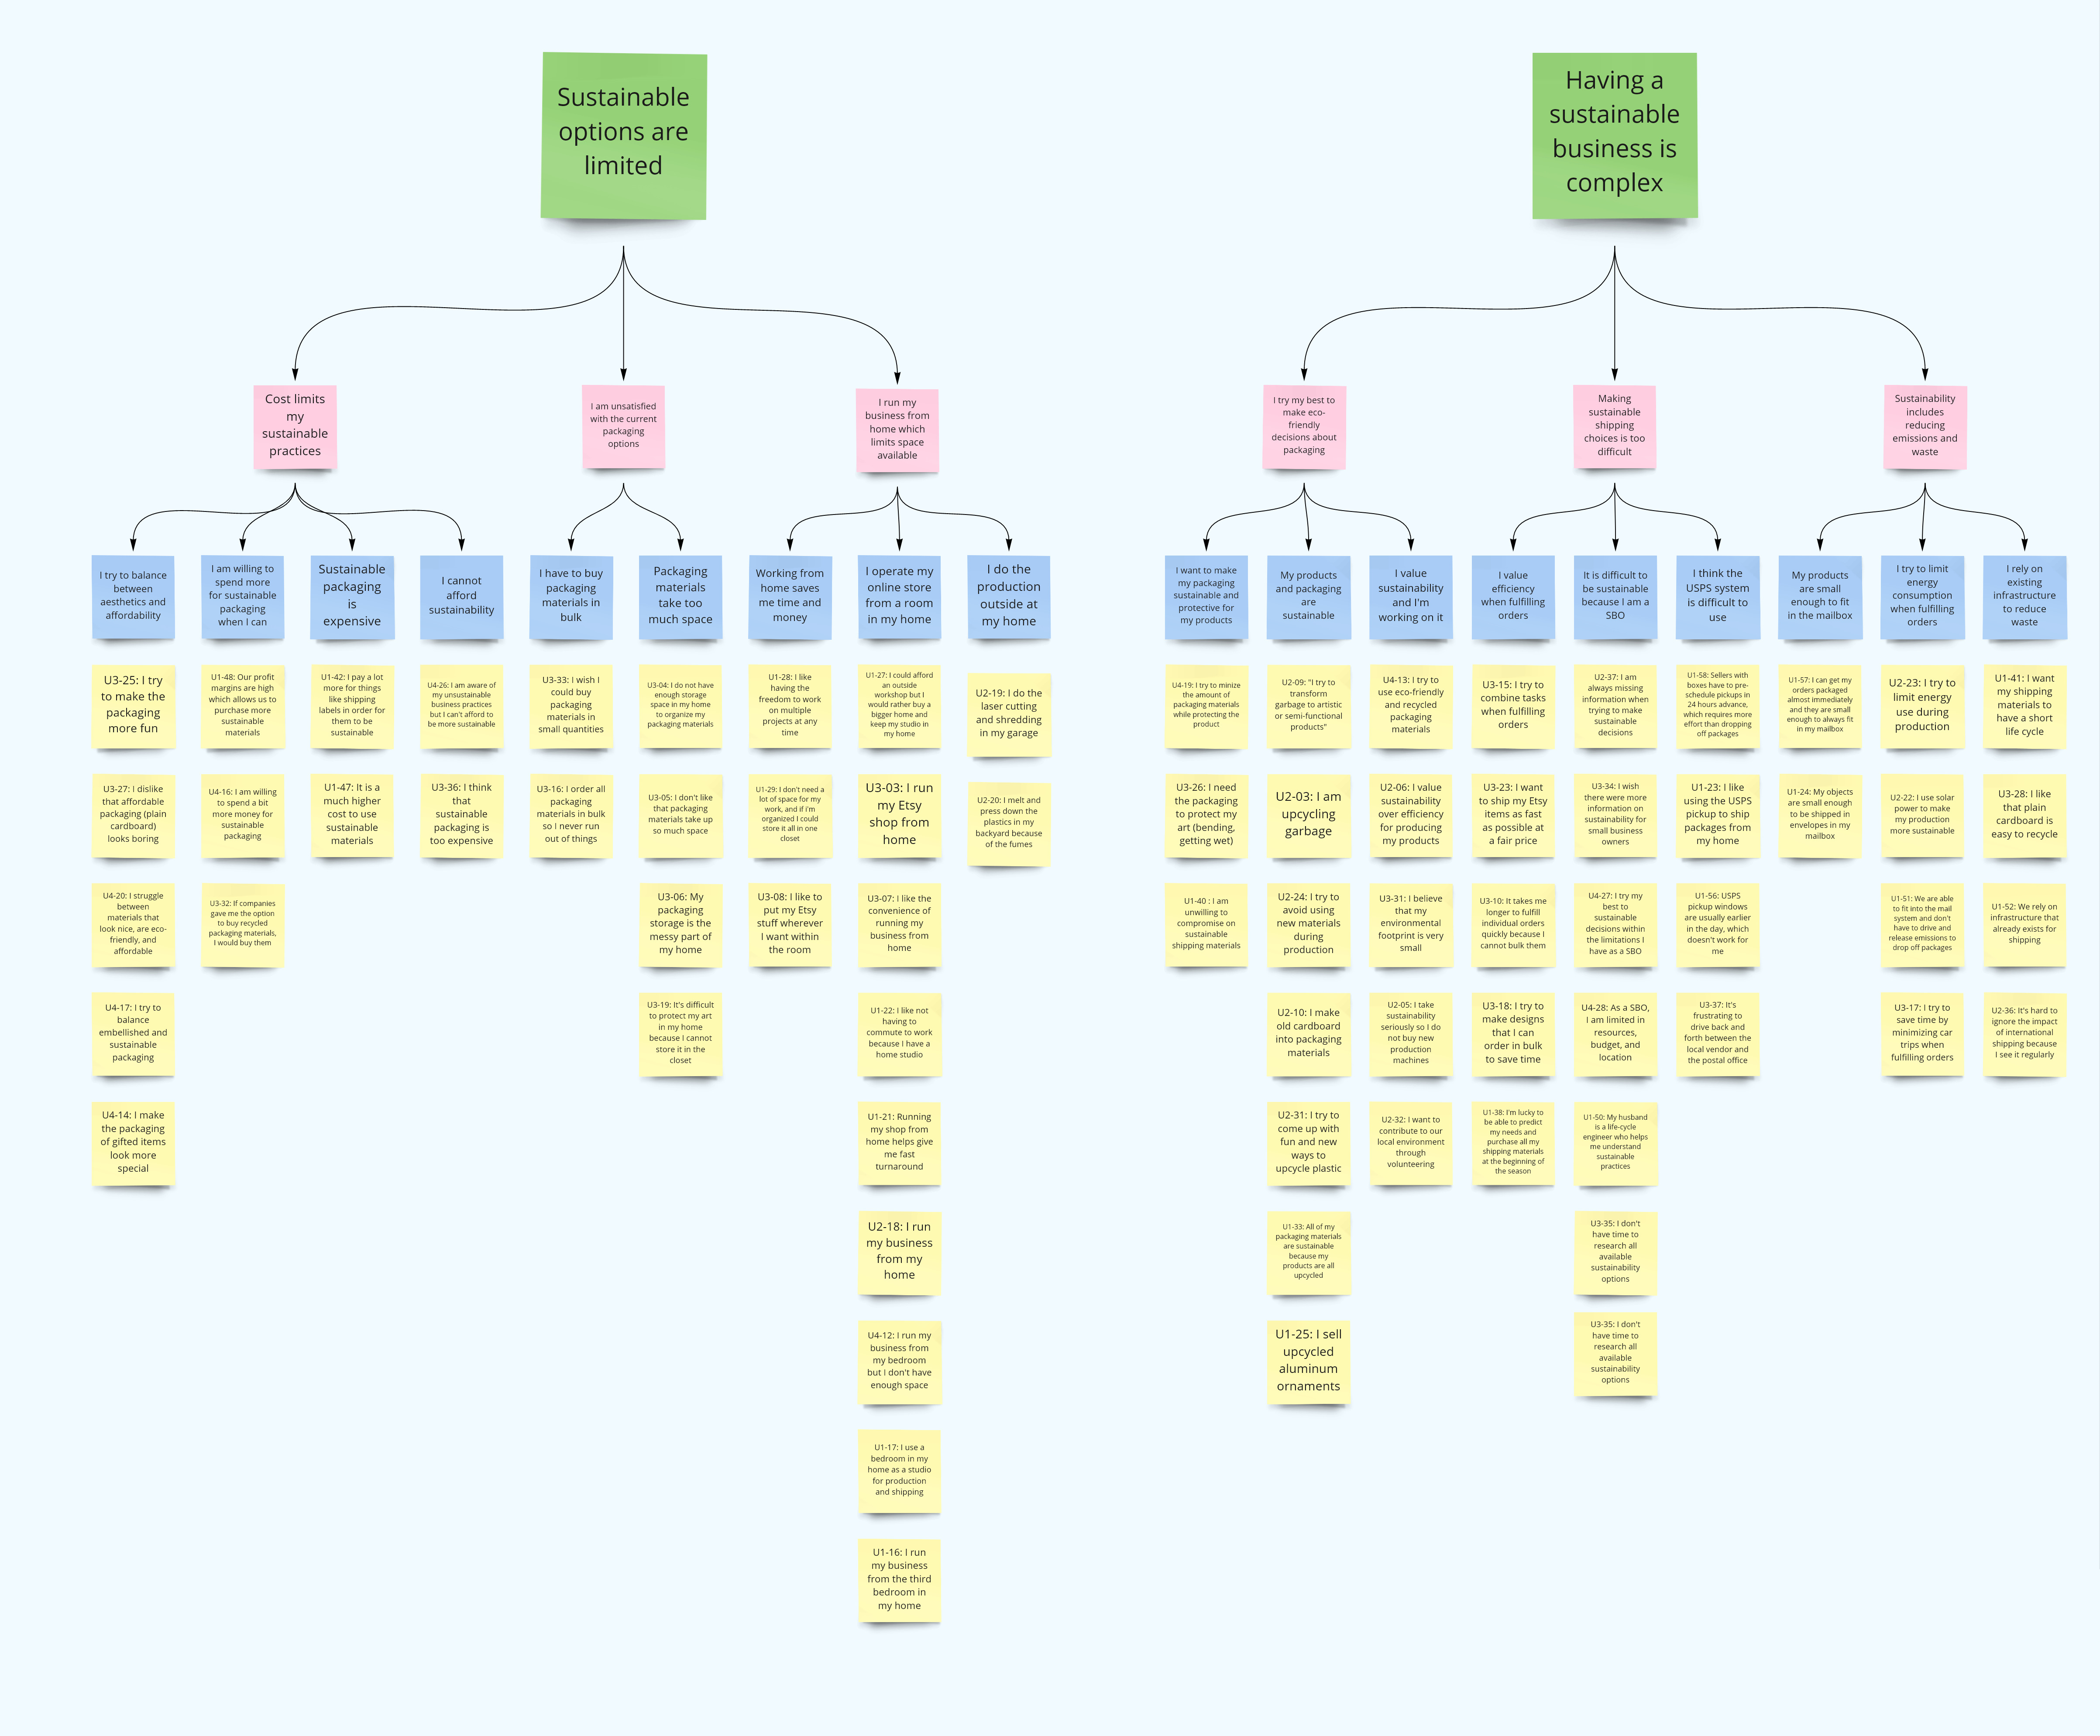 Sustainable
options are
limited
Having a
sustainable
business is
complex
Cost limits
my
sustainable
practices
I am unsatisfied
with the current
packaging
options
I run my
business from
home which
limits space
available
I try my best to
make eco-
friendly
decisions about
packaging
Making
sustainable
shipping
choices is too
difficult
Sustainability
includes
reducing
emissions and
waste
I try to balance
between
aesthetics and
affordability
I am willing to
spend more
for sustainable
packaging
when I can
Sustainable
packaging
is
expensive
I cannot
afford
sustainability
I have to buy
packaging
materials in
bulk
Packaging
materials
take too
much space
Working from
home saves
me time and
money
I operate my
online store
from a room
in my home
I do the
production
outside at
my home
I want to make
my packaging
sustainable and
protective for
my products
My products
and packaging
are
sustainable
I value
sustainability
and I'm
working on it
I value
efficiency
when fulfilling
orders
It is difficult to
be sustainable
because I am a
SBO
I think the
USPS system
is difficult to
use
My products
are small
enough to fit
in the mailbox
I try to limit
energy
consumption
when fulfilling
orders
I rely on
existing
infrastructure
to reduce
waste
U3-25: I try
to make the
packaging
more fun
U3-27: I dislike
that affordable
packaging (plain
cardboard)
looks boring
U4-20: I struggle
between
materials that
look nice, are eco-
friendly, and
affordable
U4-17: I try to
balance
embellished and
sustainable
packaging
U4-14: I make
the packaging
of gifted items
look more
special
U1-48: Our profit
margins are high
which allows us to
purchase more
sustainable
materials
U4-16: I am willing
to spend a bit
more money for
sustainable
packaging
U3-32: If companies
gave me the option
to buy recycled
packaging materials,
I would buy them
U1-42: I pay a lot
more for things
like shipping
labels in order for
them to be
sustainable
U1-47: It is a
much higher
cost to use
sustainable
materials
U4-26: I am aware of
my unsustainable
business practices
but I can't afford to
be more sustainable
U3-36: I think
that
sustainable
packaging is
too expensive
U3-33: I wish I
could buy
packaging
materials in
small quantities
U3-16: I order all
packaging
materials in bulk
so I never run
out of things
U3-04: I do not have
enough storage
space in my home
to organize my
packaging materials
U3-05: I don't like
that packaging
materials take up
so much space
U3-06: My
packaging
storage is the
messy part of
my home
U3-19: It's difficult
to protect my art
in my home
because I cannot
store it in the
closet
U1-28: I like
having the
freedom to work
on multiple
projects at any
time
U1-29: I don't need a
lot of space for my
work, and if i'm
organized I could
store it all in one
closet
U3-08: I like to
put my Etsy
stuff wherever
I want within
the room
U1-27: I could afford
an outside
workshop but I
would rather buy a
bigger home and
keep my studio in
my home
U3-03: I run
my Etsy
shop from
home
U3-07: I like the
convenience of
running my
business from
home
U1-22: I like not
having to
commute to work
because I have a
home studio
U1-21: Running
my shop from
home helps give
me fast
turnaround
U2-18: I run
my business
from my
home
U4-12: I run my
business from
my bedroom
but I don't have
enough space
U1-17: I use a
bedroom in my
home as a studio
for production
and shipping
U1-16: I run
my business
from the third
bedroom in
my home
U2-19: I do the
laser cutting
and shredding
in my garage
U2-20: I melt and
press down the
plastics in my
backyard because
of the fumes
U4-19: I try to minize
the amount of
packaging materials
while protecting the
product
U3-26: I need
the packaging
to protect my
art (bending,
getting wet)
U1-40 : I am
unwilling to
compromise on
sustainable
shipping materials
U2-09: "I try to
transform
garbage to artistic
or semi-functional
products"
U2-03: I am
upcycling
garbage
U2-24: I try to
avoid using
new materials
during
production
U2-10: I make
old cardboard
into packaging
materials
U2-31: I try to
come up with
fun and new
ways to
upcycle plastic
U1-33: All of my
packaging materials
are sustainable
because my
products are all
upcycled
U1-25: I sell
upcycled
aluminum
ornaments
U4-13: I try to
use eco-friendly
and recycled
packaging
materials
U2-06: I value
sustainability
over efficiency
for producing
my products
U3-31: I believe
that my
environmental
footprint is very
small
U2-05: I take
sustainability
seriously so I do
not buy new
production
machines
U2-32: I want to
contribute to our
local environment
through
volunteering
U3-15: I try to
combine tasks
when fulfilling
orders
U3-23: I want
to ship my Etsy
items as fast
as possible at
a fair price
U3-10: It takes me
longer to fulfill
individual orders
quickly because I
cannot bulk them
U3-18: I try to
make designs
that I can
order in bulk
to save time
U1-38: I'm lucky to
be able to predict
my needs and
purchase all my
shipping materials
at the beginning of
the season
U2-37: I am
always missing
information when
trying to make
sustainable
decisions
U3-34: I wish
there were more
information on
sustainability for
small business
owners
U4-27: I try my
best to
sustainable
decisions within
the limitations I
have as a SBO
U4-28: As a SBO,
I am limited in
resources,
budget, and
location
U1-50: My husband
is a life-cycle
engineer who helps
me understand
sustainable
practices
U3-35: I don't
have time to
research all
available
sustainability
options
U3-35: I don't
have time to
research all
available
sustainability
options
U1-58: Sellers with
boxes have to pre-
schedule pickups in
24 hours advance,
which requires more
effort than dropping
off packages
U1-23: I like
using the USPS
pickup to ship
packages from
my home
U1-56: USPS
pickup windows
are usually earlier
in the day, which
doesn't work for
me
U3-37: It's
frustrating to
drive back and
forth between the
local vendor and
the postal office
U1-57: I can get my
orders packaged
almost immediately
and they are small
enough to always fit
in my mailbox
U1-24: My objects
are small enough
to be shipped in
envelopes in my
mailbox
U2-23: I try to
limit energy
use during
production
U2-22: I use solar
power to make
my production
more sustainable
U1-51: We are able
to fit into the mail
system and don't
have to drive and
release emissions to
drop off packages
U3-17: I try to
save time by
minimizing car
trips when
fulfilling orders
U1-41: I want
my shipping
materials to
have a short
life cycle
U3-28: I like
that plain
cardboard is
easy to recycle
U1-52: We rely on
infrastructure that
already exists for
shipping
U2-36: It's hard to
ignore the impact
of international
shipping because
I see it regularly